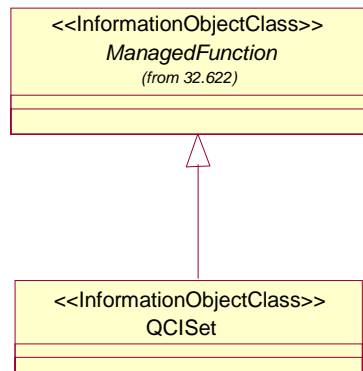 <<InformationObjectClass>>
ManagedFunction
(from 32.622)
<<InformationObjectClass>>
QCISet